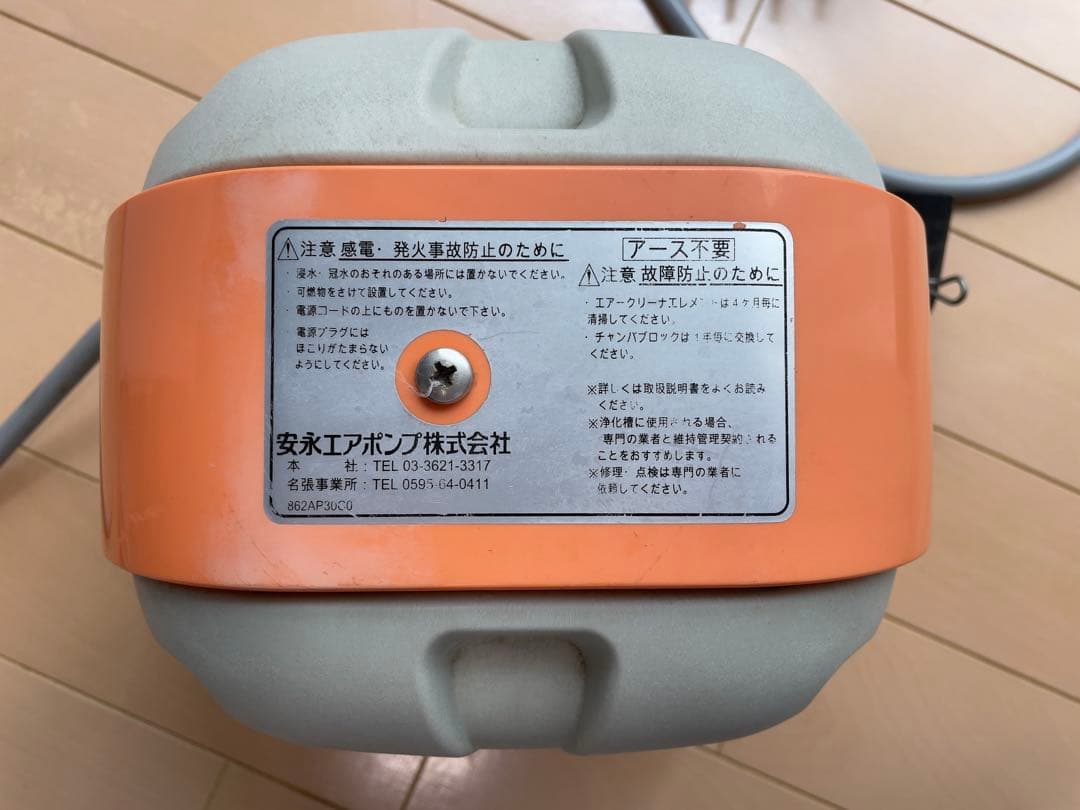 注意 感電・発火事故防止のために
・浸水・冠水のおそれのある場所には置かないでください。
・可燃物をさけて設置してください。
・電源コードの上にものを置かないで下さい。
・電源プラグには
ほこりがたまらない
ようにしてください。
安永エアポンプ株式会社
本 社：TEL 03-3621-3317
名張事業所：TEL 0595-64-0411
862AP30C0
アース不要
注意 故障防止のために
・エアークリーナエレメントは4ヶ月毎に
清掃してください。
・チャンバブロックは1年毎に交換して
ください。
※詳しくは取扱説明書をよくお読み
ください。
※浄化槽に使用される場合、
専門の業者と維持管理契約される
ことをおすすめします。
※修理・点検は専門の業者に
依頼してください。